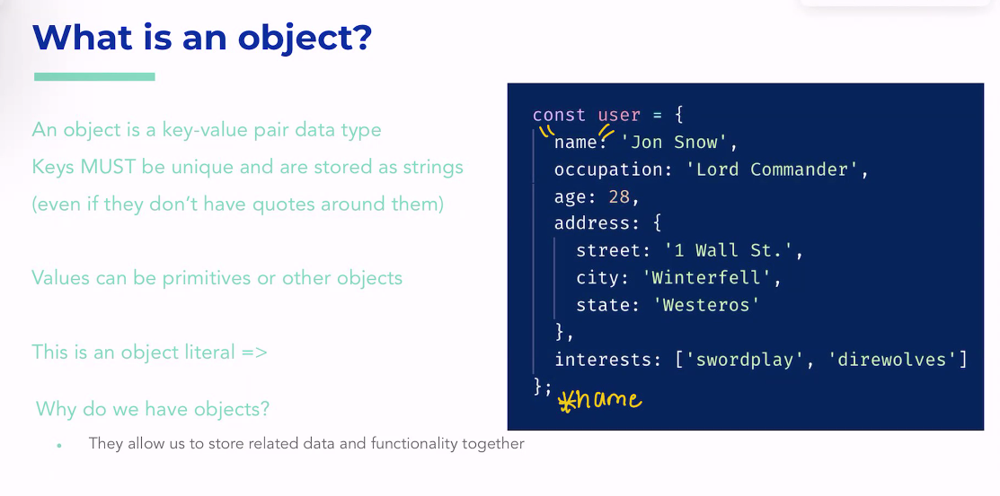 What is an object?
An object is a key-value pair data type
Keys MUST be unique and are stored as strings
(even if they don't have quotes around them)
Values can be primitives or other objects
This is an object literal =>
Why do we have objects?
• They allow us to store related data and functionality together
const user = {
name: 'Jon Snow',
occupation: 'Lord Commander',
age: 28,
address: {
street: '1 Wall St.',
city: 'Winterfell',
state: 'Westeros'
},
interests: ['swordplay', 'direwolves']
};
*name